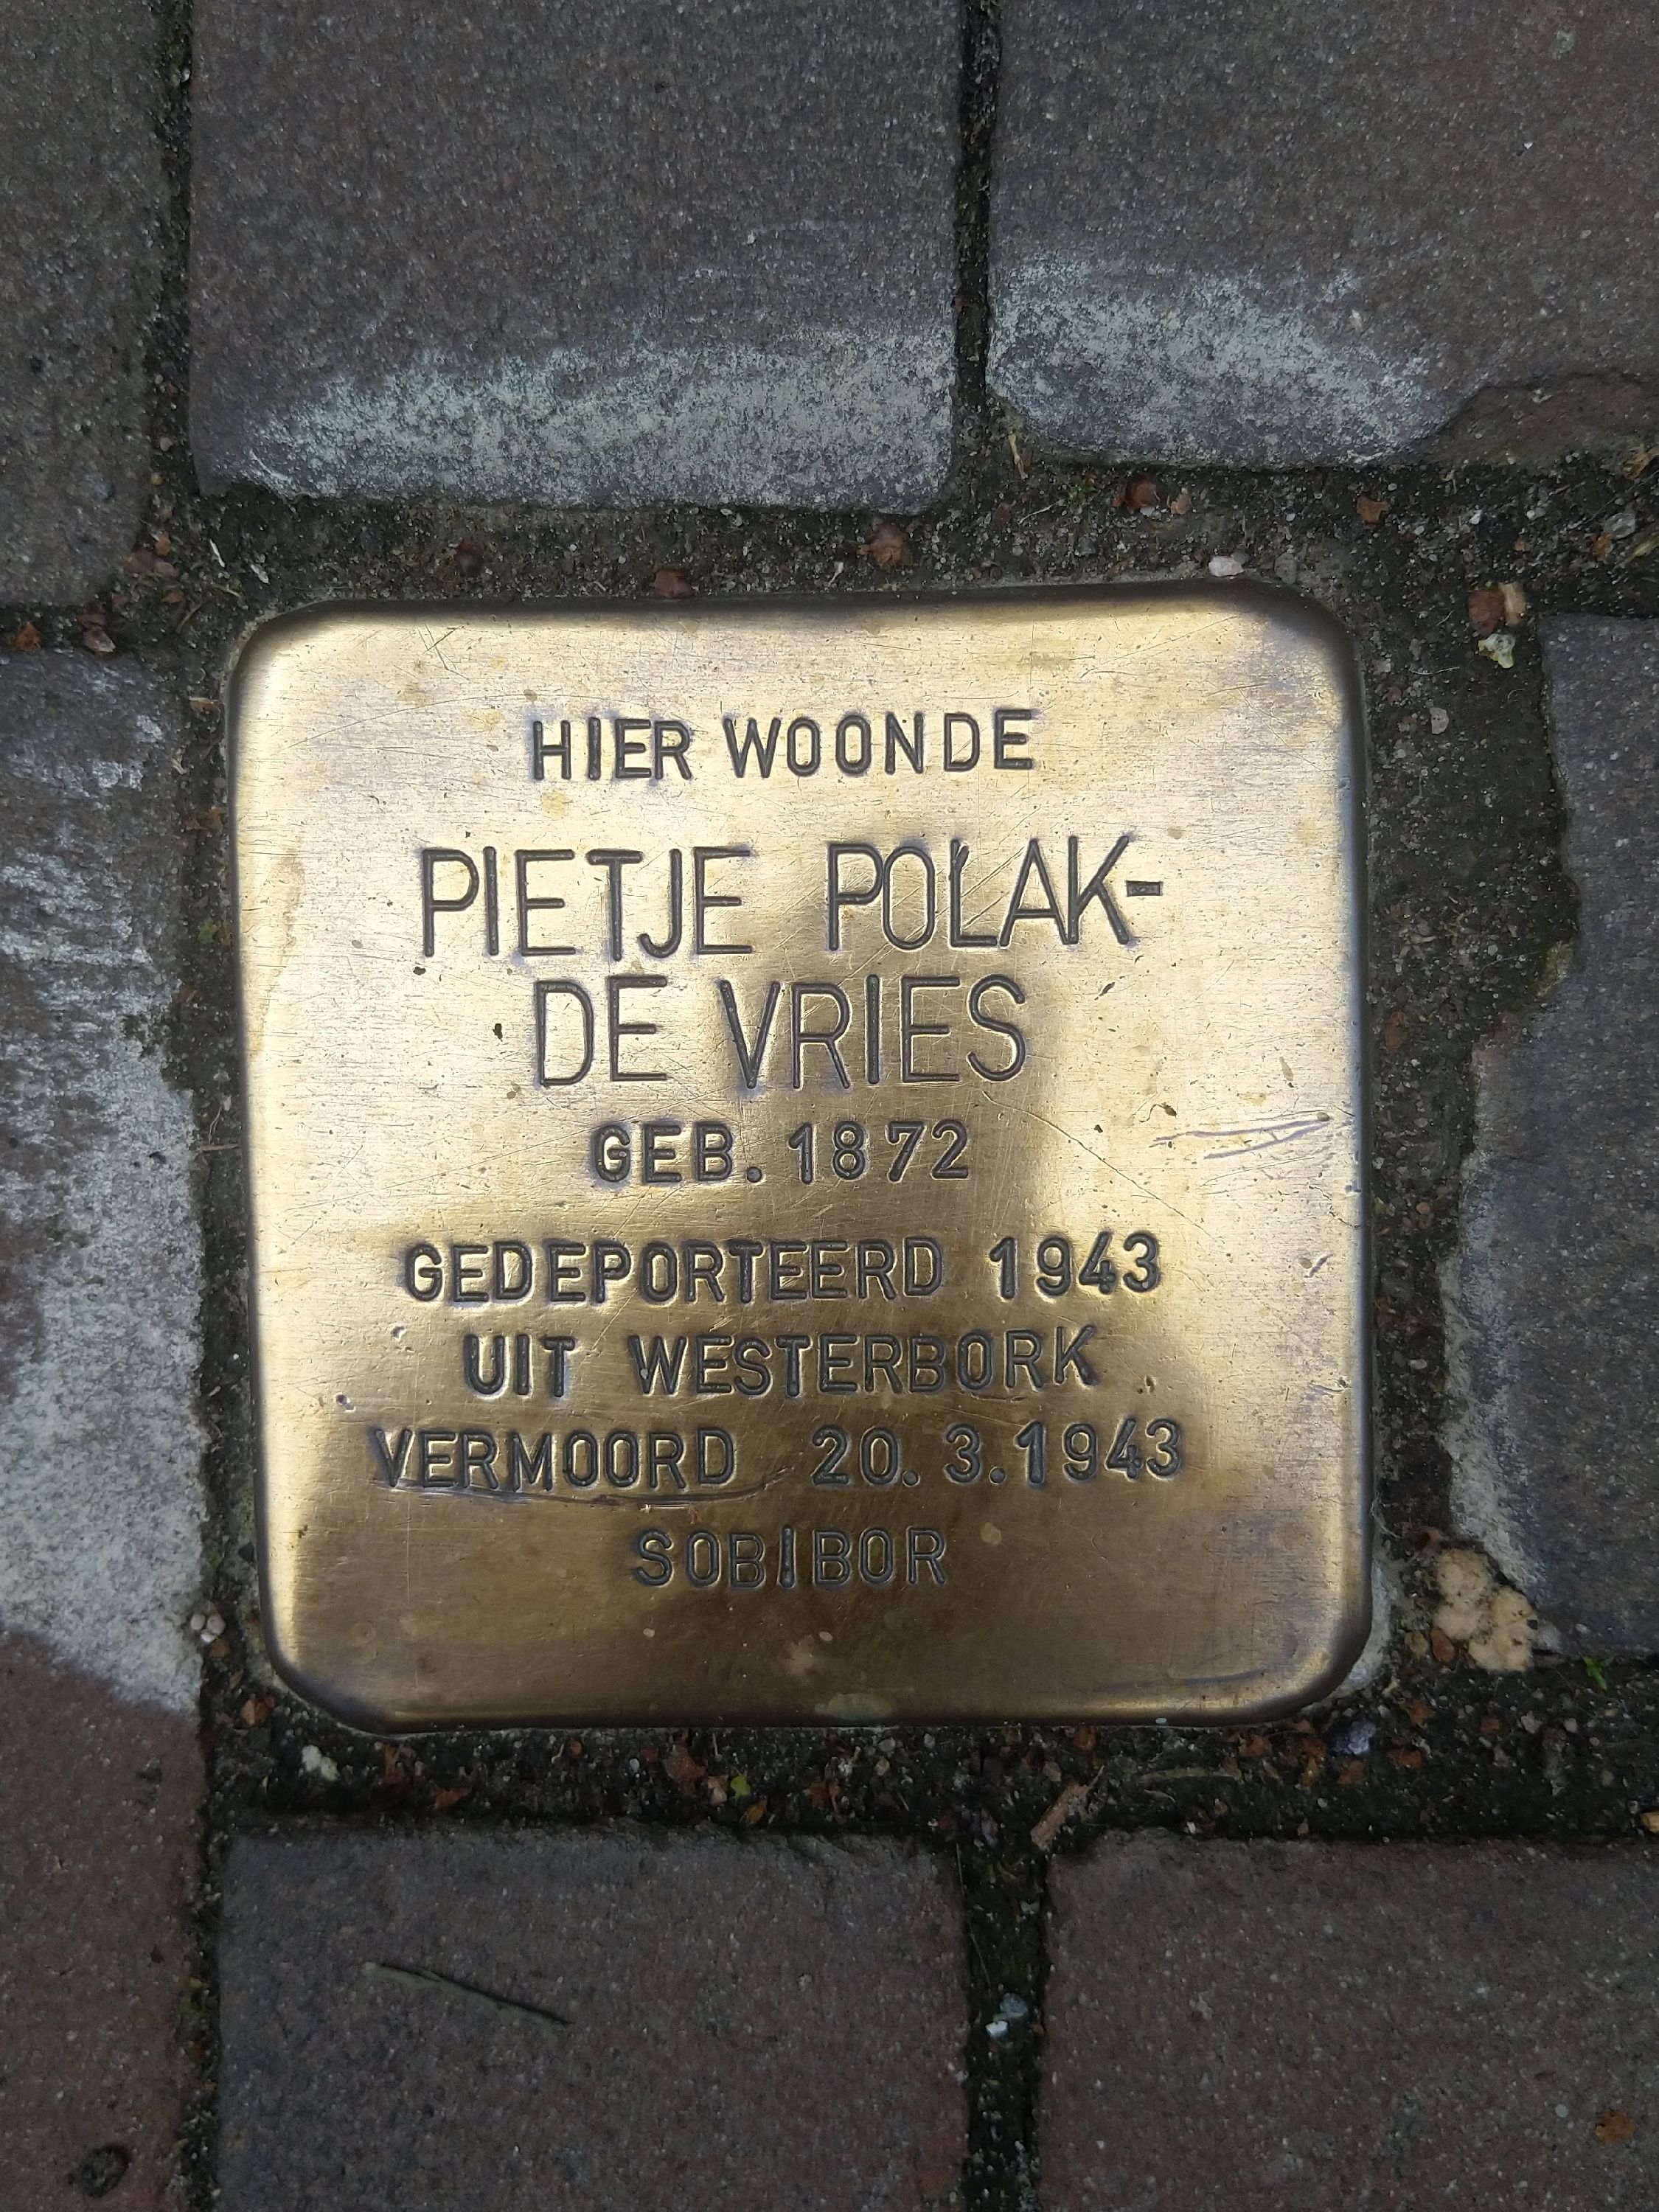 HIER WOONDE
PIETJE POLAK-
DE VRIES
GEB. 1872
GEDEPORTEERD 1943
UIT WESTERBORK
VERMOORD 20.3.1943
SOBIBOR